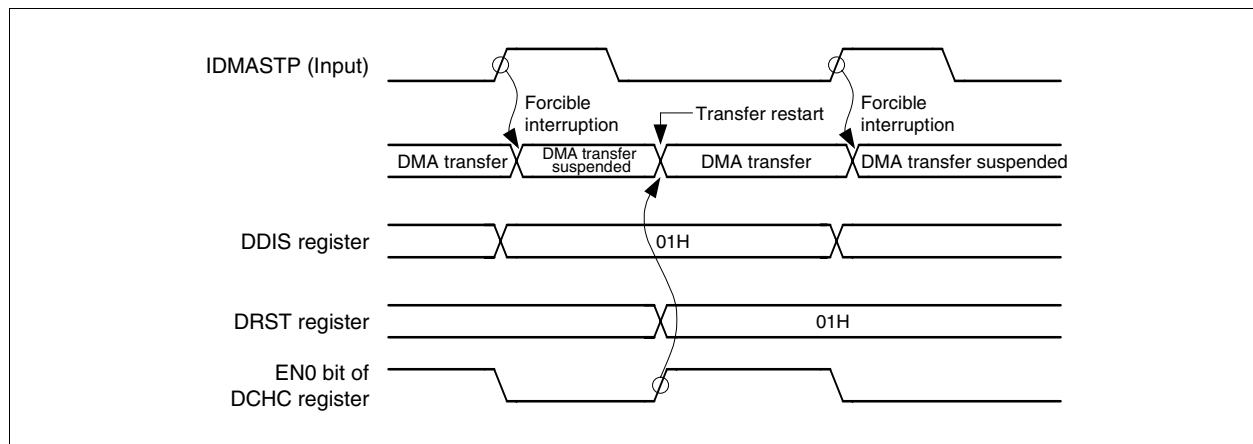 IDMASTP (Input)
Forcible
interruption
Transfer restart
Forcible
interruption
DMA transfer
DMA transfer
suspended
DMA transfer
DMA transfer suspended
DDIS register
01H
DRST register
01H
EN0 bit of
DCHC register